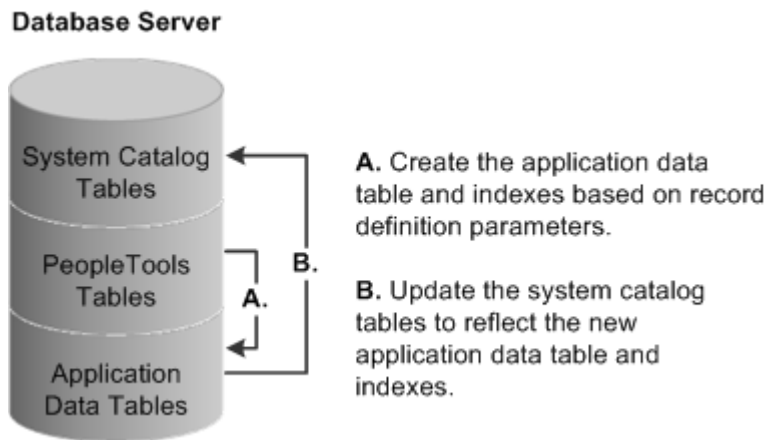 Database Server
System Catalog
Tables
PeopleTools
Tables
Application
Data Tables
A.
B.
A. Create the application data
table and indexes based on record
definition parameters.
B. Update the system catalog
tables to reflect the new
application data table and
indexes.